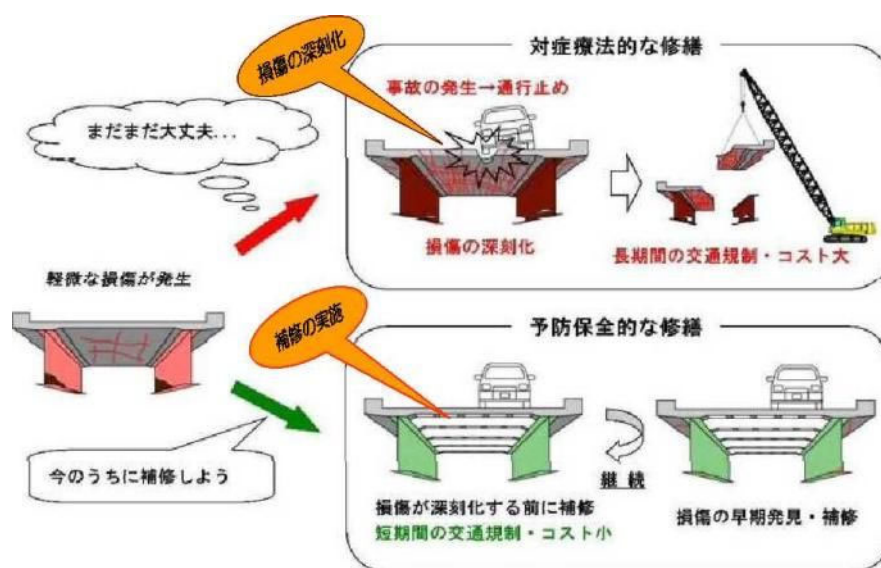 損傷の深刻化
対症療法的な修繕
事故の発生→通行止め
まだまだ大丈夫...
損傷の深刻化
長期間の交通規制・コスト大
軽微な損傷が発生
補修の実施
予防保全的な修繕
今のうちに補修しよう
継続
損傷が深刻化する前に補修
短期間の交通規制・コスト小
損傷の早期発見・補修